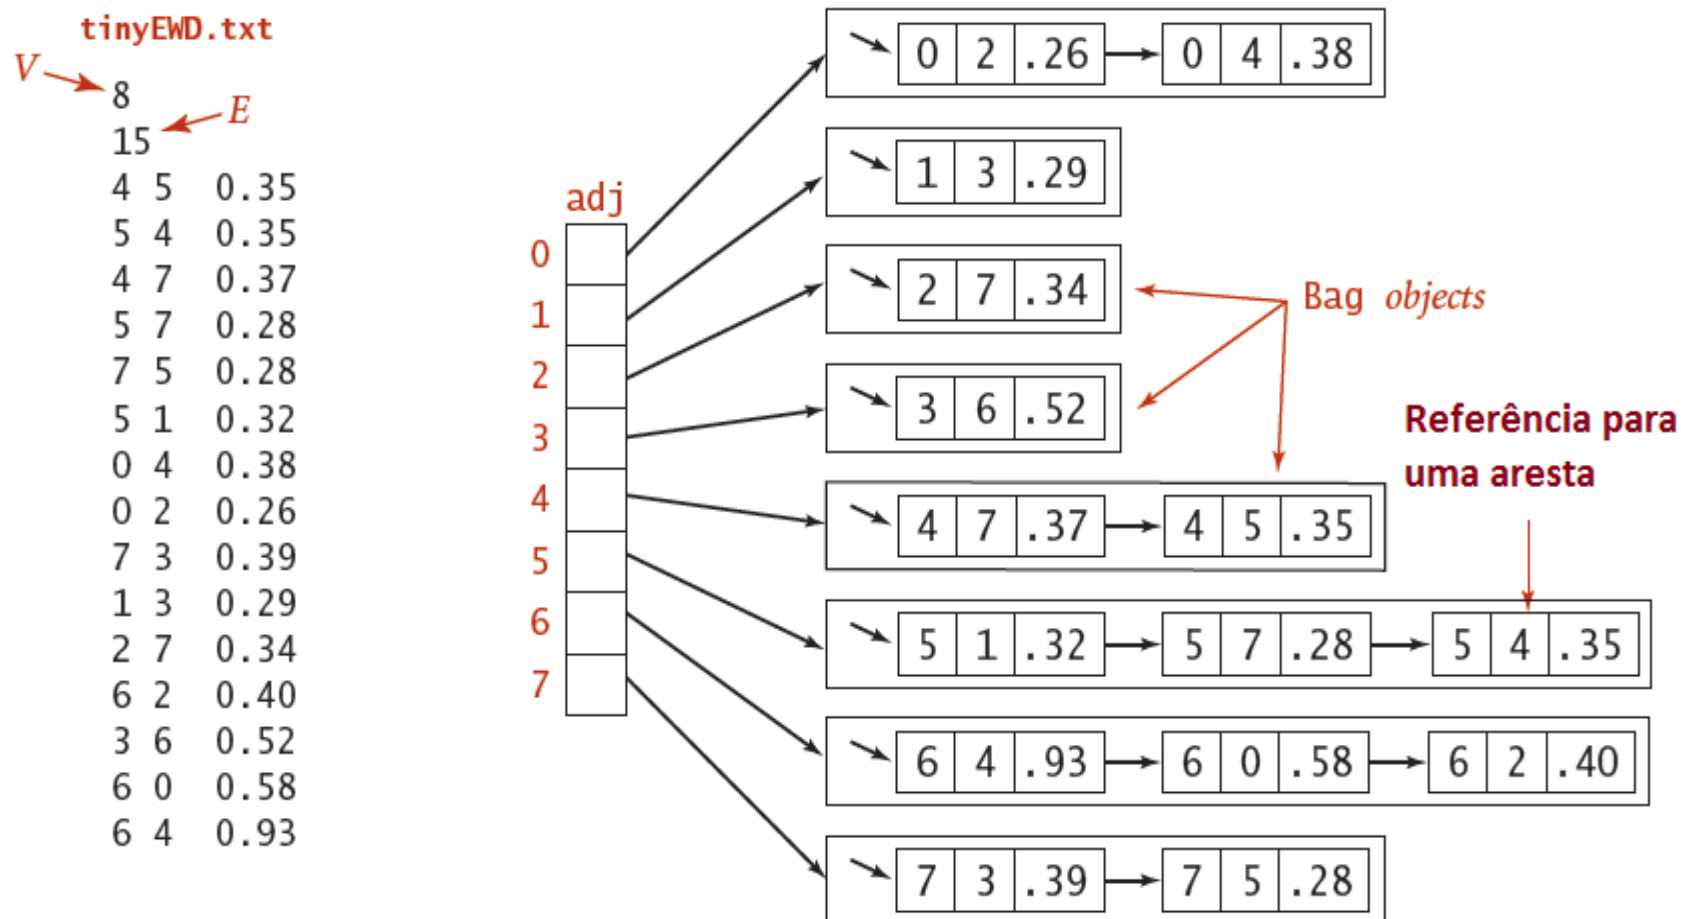 tinyEWD.txt
V
8
E
15
4 5 0.35
5 4 0.35
4 7 0.37
5 7 0.28
7 5 0.28
5 1 0.32
0 4 0.38
0 2 0.26
7 3 0.39
1 3 0.29
2 7 0.34
6 2 0.40
3 6 0.52
6 0 0.58
6 4 0.93
adj
0
1
2
3
4
5
6
7
0 2 .26 0 4 .38
1 3 .29
2 7 .34
Bag objects
3 6 .52
Referência para
uma aresta
4 7 .37 4 5 .35
5 1 .32 5 7 .28 5 4 .35
6 4 .93 6 0 .58 6 2 .40
7 3 .39 7 5 .28